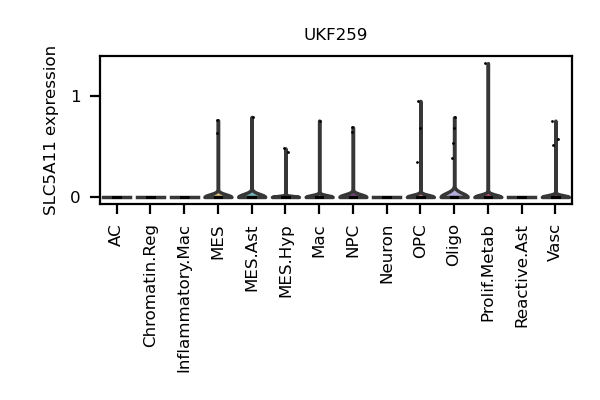 UKF259
SLC5A11 expression
1
0
AC
Chromatin.Reg
Inflammatory.Mac
MES
MES.Ast
MES.Hyp
Mac
NPC
Neuron
OPC
Oligo
Prolif.Metab
Reactive.Ast
Vasc